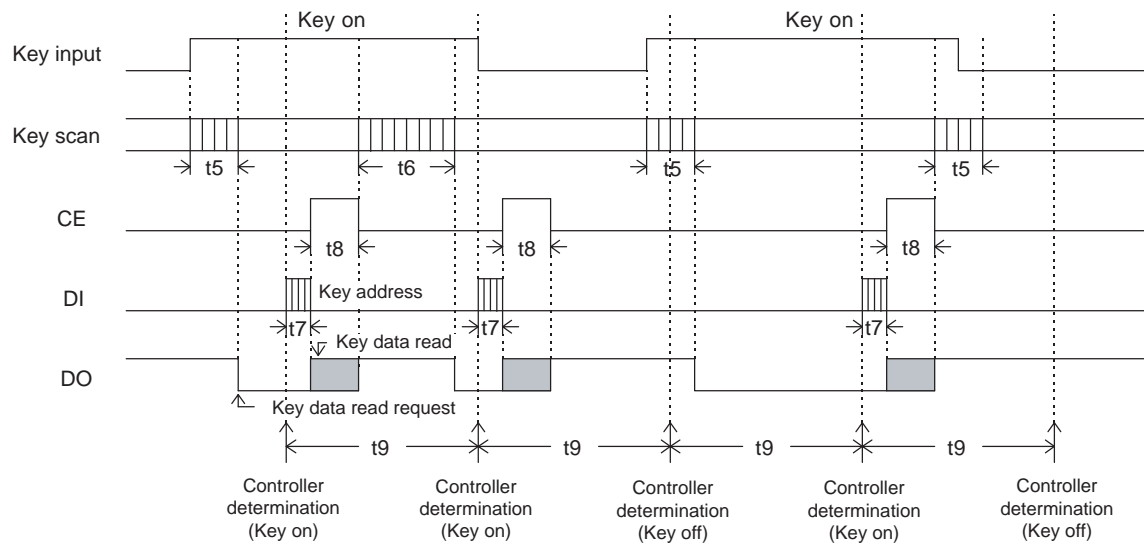 Key on Key on
Key input
Key scan
t5 t6 t5 t5
CE
t8 t8 t8
DI
Key address
t7 t7 t7
Key data read
DO
Key data read request
t9 t9 t9 t9
Controller determination (Key on)
Controller determination (Key on)
Controller determination (Key off)
Controller determination (Key on)
Controller determination (Key off)